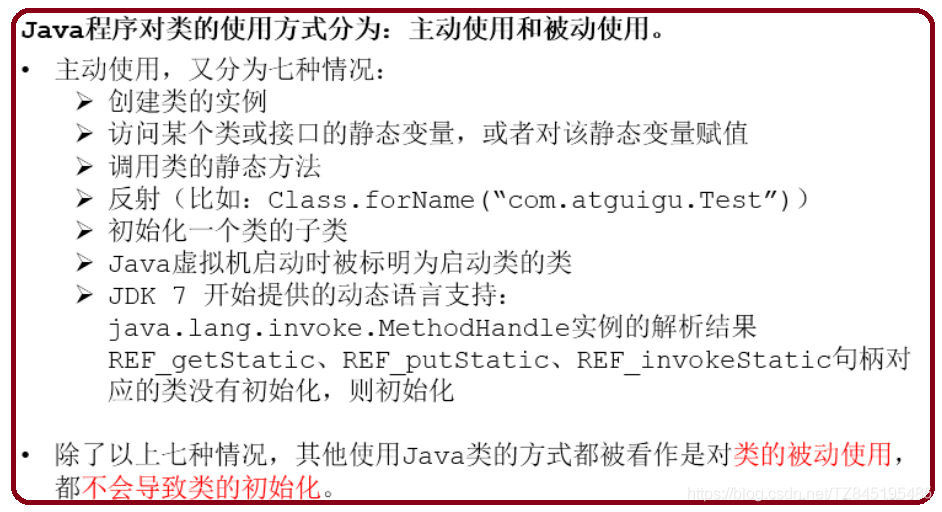 Java程序对类的使用方式分为：主动使用和被动使用。
• 主动使用，又分为七种情况：
➢ 创建类的实例
➢ 访问某个类或接口的静态变量，或者对该静态变量赋值
➢ 调用类的静态方法
➢ 反射（比如：Class.forName(“com.atguigu.Test”)）
➢ 初始化一个类的子类
➢ Java虚拟机启动时被标明为启动类的类
➢ JDK 7 开始提供的动态语言支持：
java.lang.invoke.MethodHandle实例的解析结果
REF_getStatic、REF_putStatic、REF_invokeStatic句柄对
应的类没有初始化，则初始化
• 除了以上七种情况，其他使用Java类的方式都被看作是对类的被动使用，
都不会导致类的初始化。